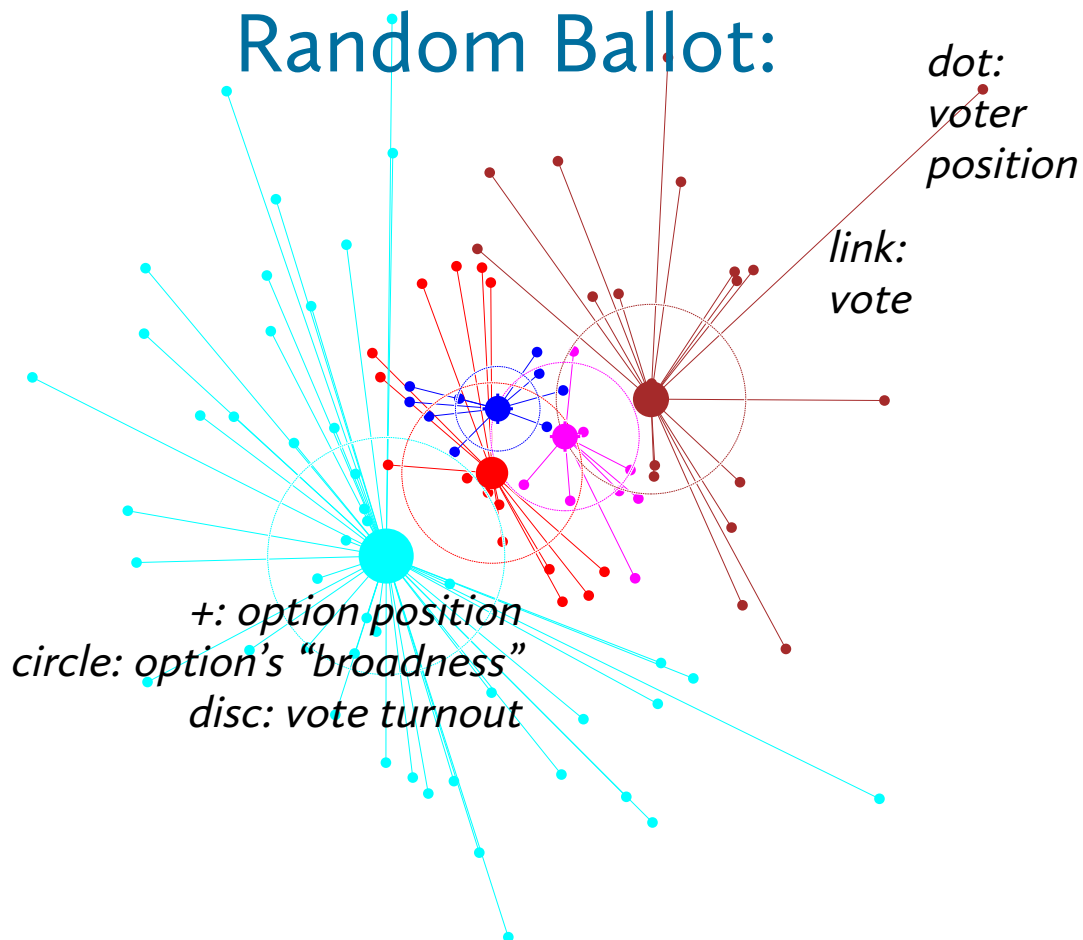 Random Ballot:
dot:
voter
position
link:
vote
+: option position
circle: option’s “broadness”
disc: vote turnout